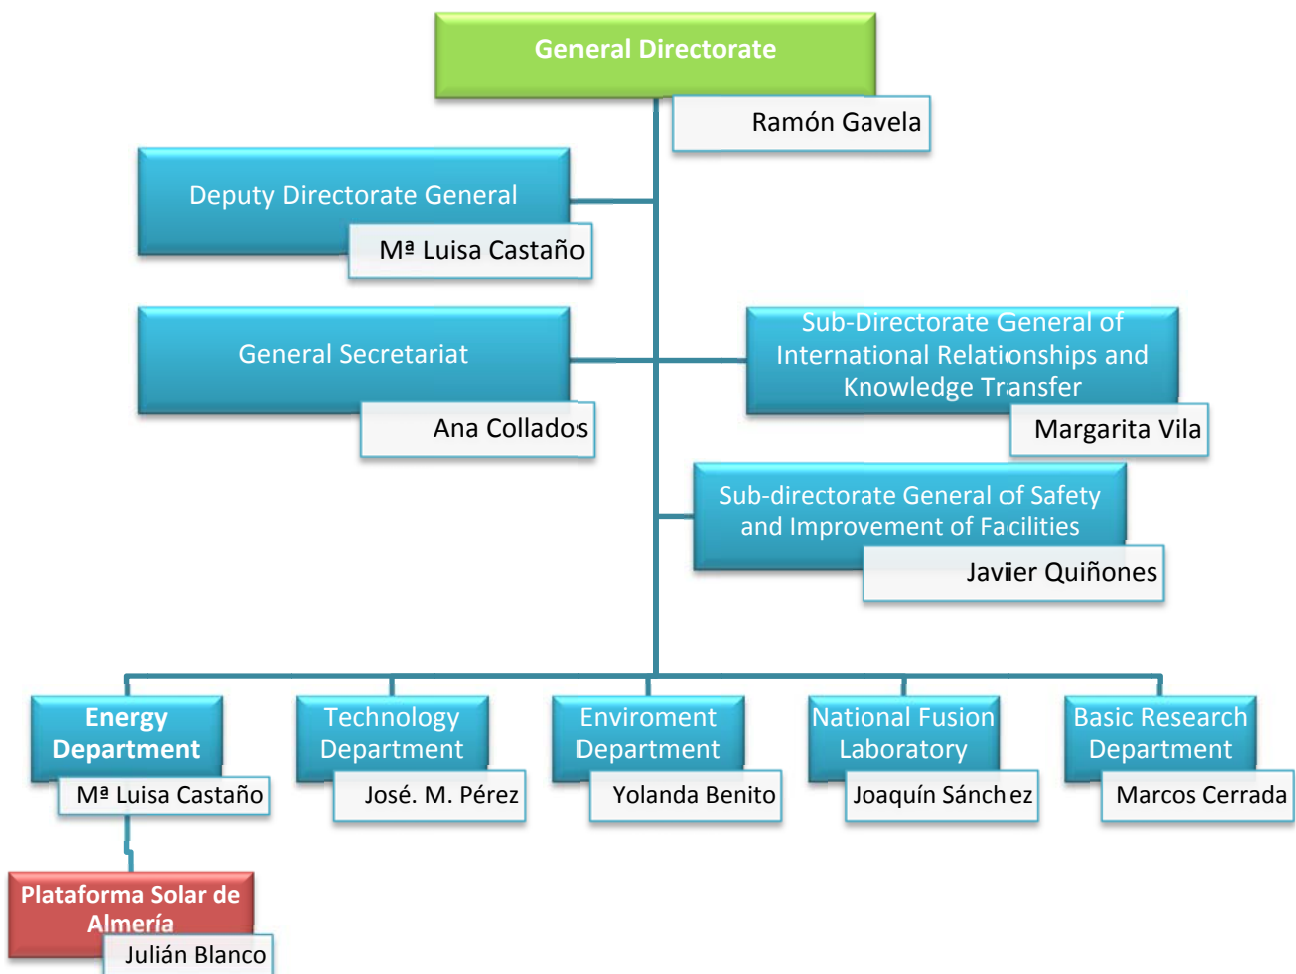 General Directorate
Ramón Gavela
Deputy Directorate General
Mª Luisa Castaño
General Secretariat
Ana Collados
Sub-Directorate General of
International Relationships and
Knowledge Transfer
Margarita Vila
Sub-directorate General of Safety
and Improvement of Facilities
Javier Quiñones
Energy
Department
Mª Luisa Castaño
Technology
Department
José. M. Pérez
Enviroment
Department
Yolanda Benito
National Fusion
Laboratory
Joaquín Sánchez
Basic Research
Department
Marcos Cerrada
Plataforma Solar de
Almería
Julián Blanco